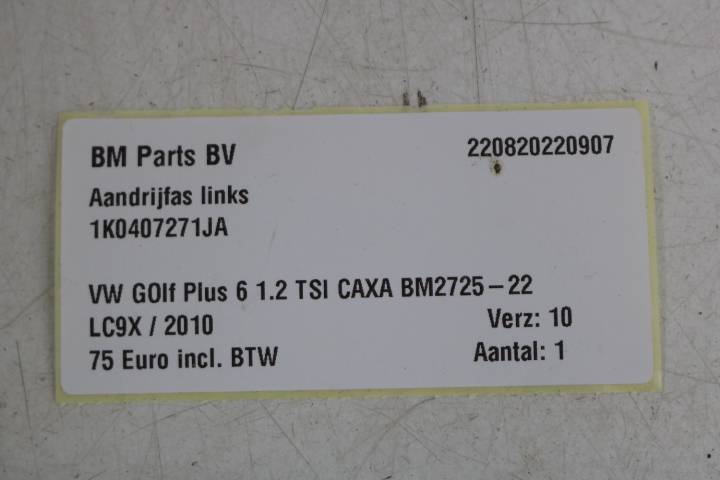 BM Parts BV 220820220907
Aandrijfas links
1K0407271JA
VW GOlf Plus 6 1.2 TSI CAXA BM2725-22
LC9X / 2010 Verz: 10
75 Euro incl. BTW Aantal: 1